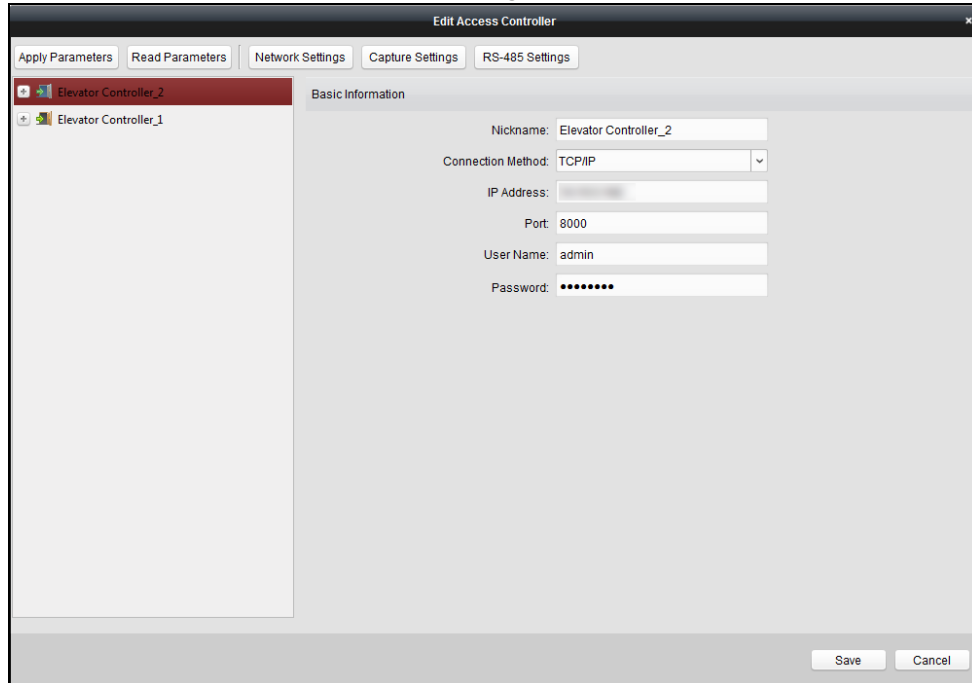 Edit Access Controller
Apply Parameters Read Parameters Network Settings Capture Settings RS-485 Settings
Elevator Controller_2
Elevator Controller_1
Basic Information
Nickname: Elevator Controller_2
Connection Method: TCP/IP
IP Address:
Port: 8000
User Name: admin
Password: ••••••••
Save Cancel